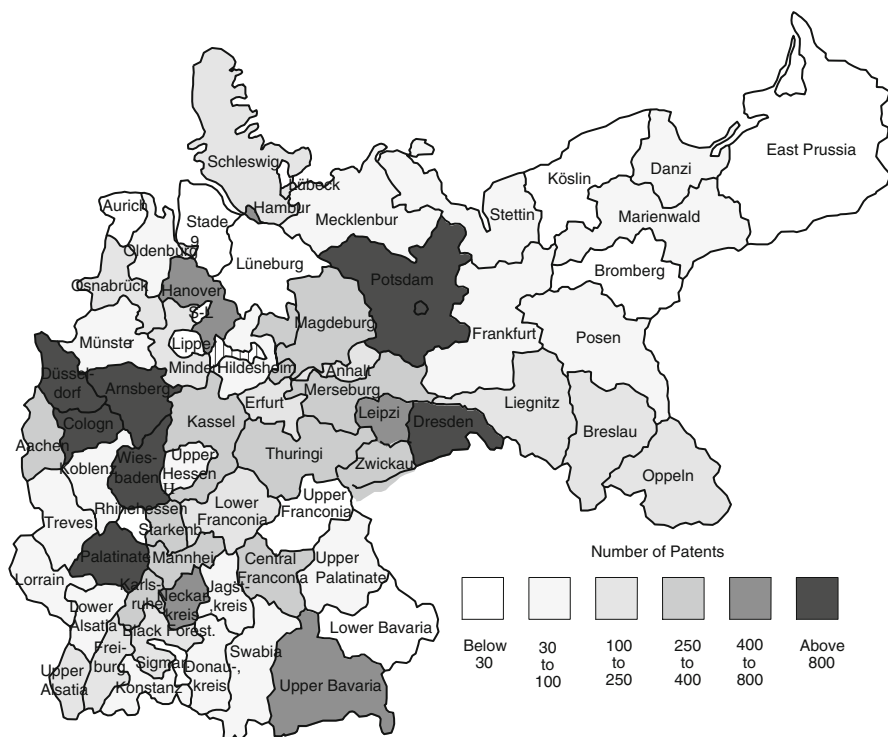 Schleswig
Lübeck
Hambur
Mecklenbur
Stettin
Köslin
Danzi
East Prussia
Marienwald
Bromberg
Posen
Aurich
Stade
Oldenburg
Lüneburg
Osnabrück
Hanover
S-L
Potsdam
Frankfurt
Münste
Lippe
Minde
Hildesheim
Magdeburg
Anhalt
Merseburg
Düssel-
dorf
Arnsberg
Cologn
Aachen
Kassel
Erfurt
Leipzi
Dresden
Liegnitz
Breslau
Oppeln
Koblenz
Wies-
baden
Upper
Hessen
H
Thuringi
Zwickau
Treves
Rhinehessen
Starkenb
Lower
Franconia
Upper
Franconia
Palatinate
Mannhei
Central
Franconia
Upper
Palatinate
Lorrain
Karls-
ruhe
Neckar
kreis
Jagst-
,kreis
Lower
Alsatia
Black Forest.
Lower Bavaria
Upper
Alsatia
Frei-
burg
Sigmar
Konstanz
Donau-,
kreis
Swabia
Upper Bavaria
Number of Patents
Below
30
30
to
100
100
to
250
250
to
400
400
to
800
Above
800